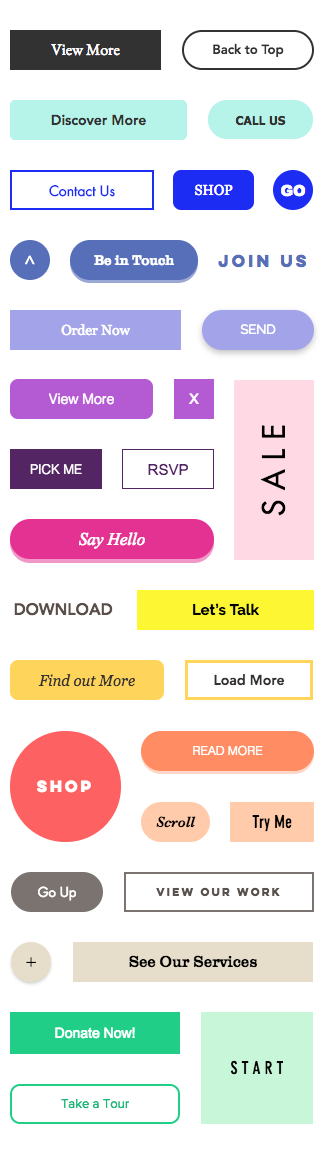 View More
Back to Top
Discover More
CALL US
Contact Us
SHOP
GO
^
Be in Touch
JOIN US
Order Now
SEND
View More
X
SALE
PICK ME
RSVP
Say Hello
DOWNLOAD
Let's Talk
Find out More
Load More
SHOP
READ MORE
Scroll
Try Me
Go Up
VIEW OUR WORK
+
See Our Services
Donate Now!
START
Take a Tour